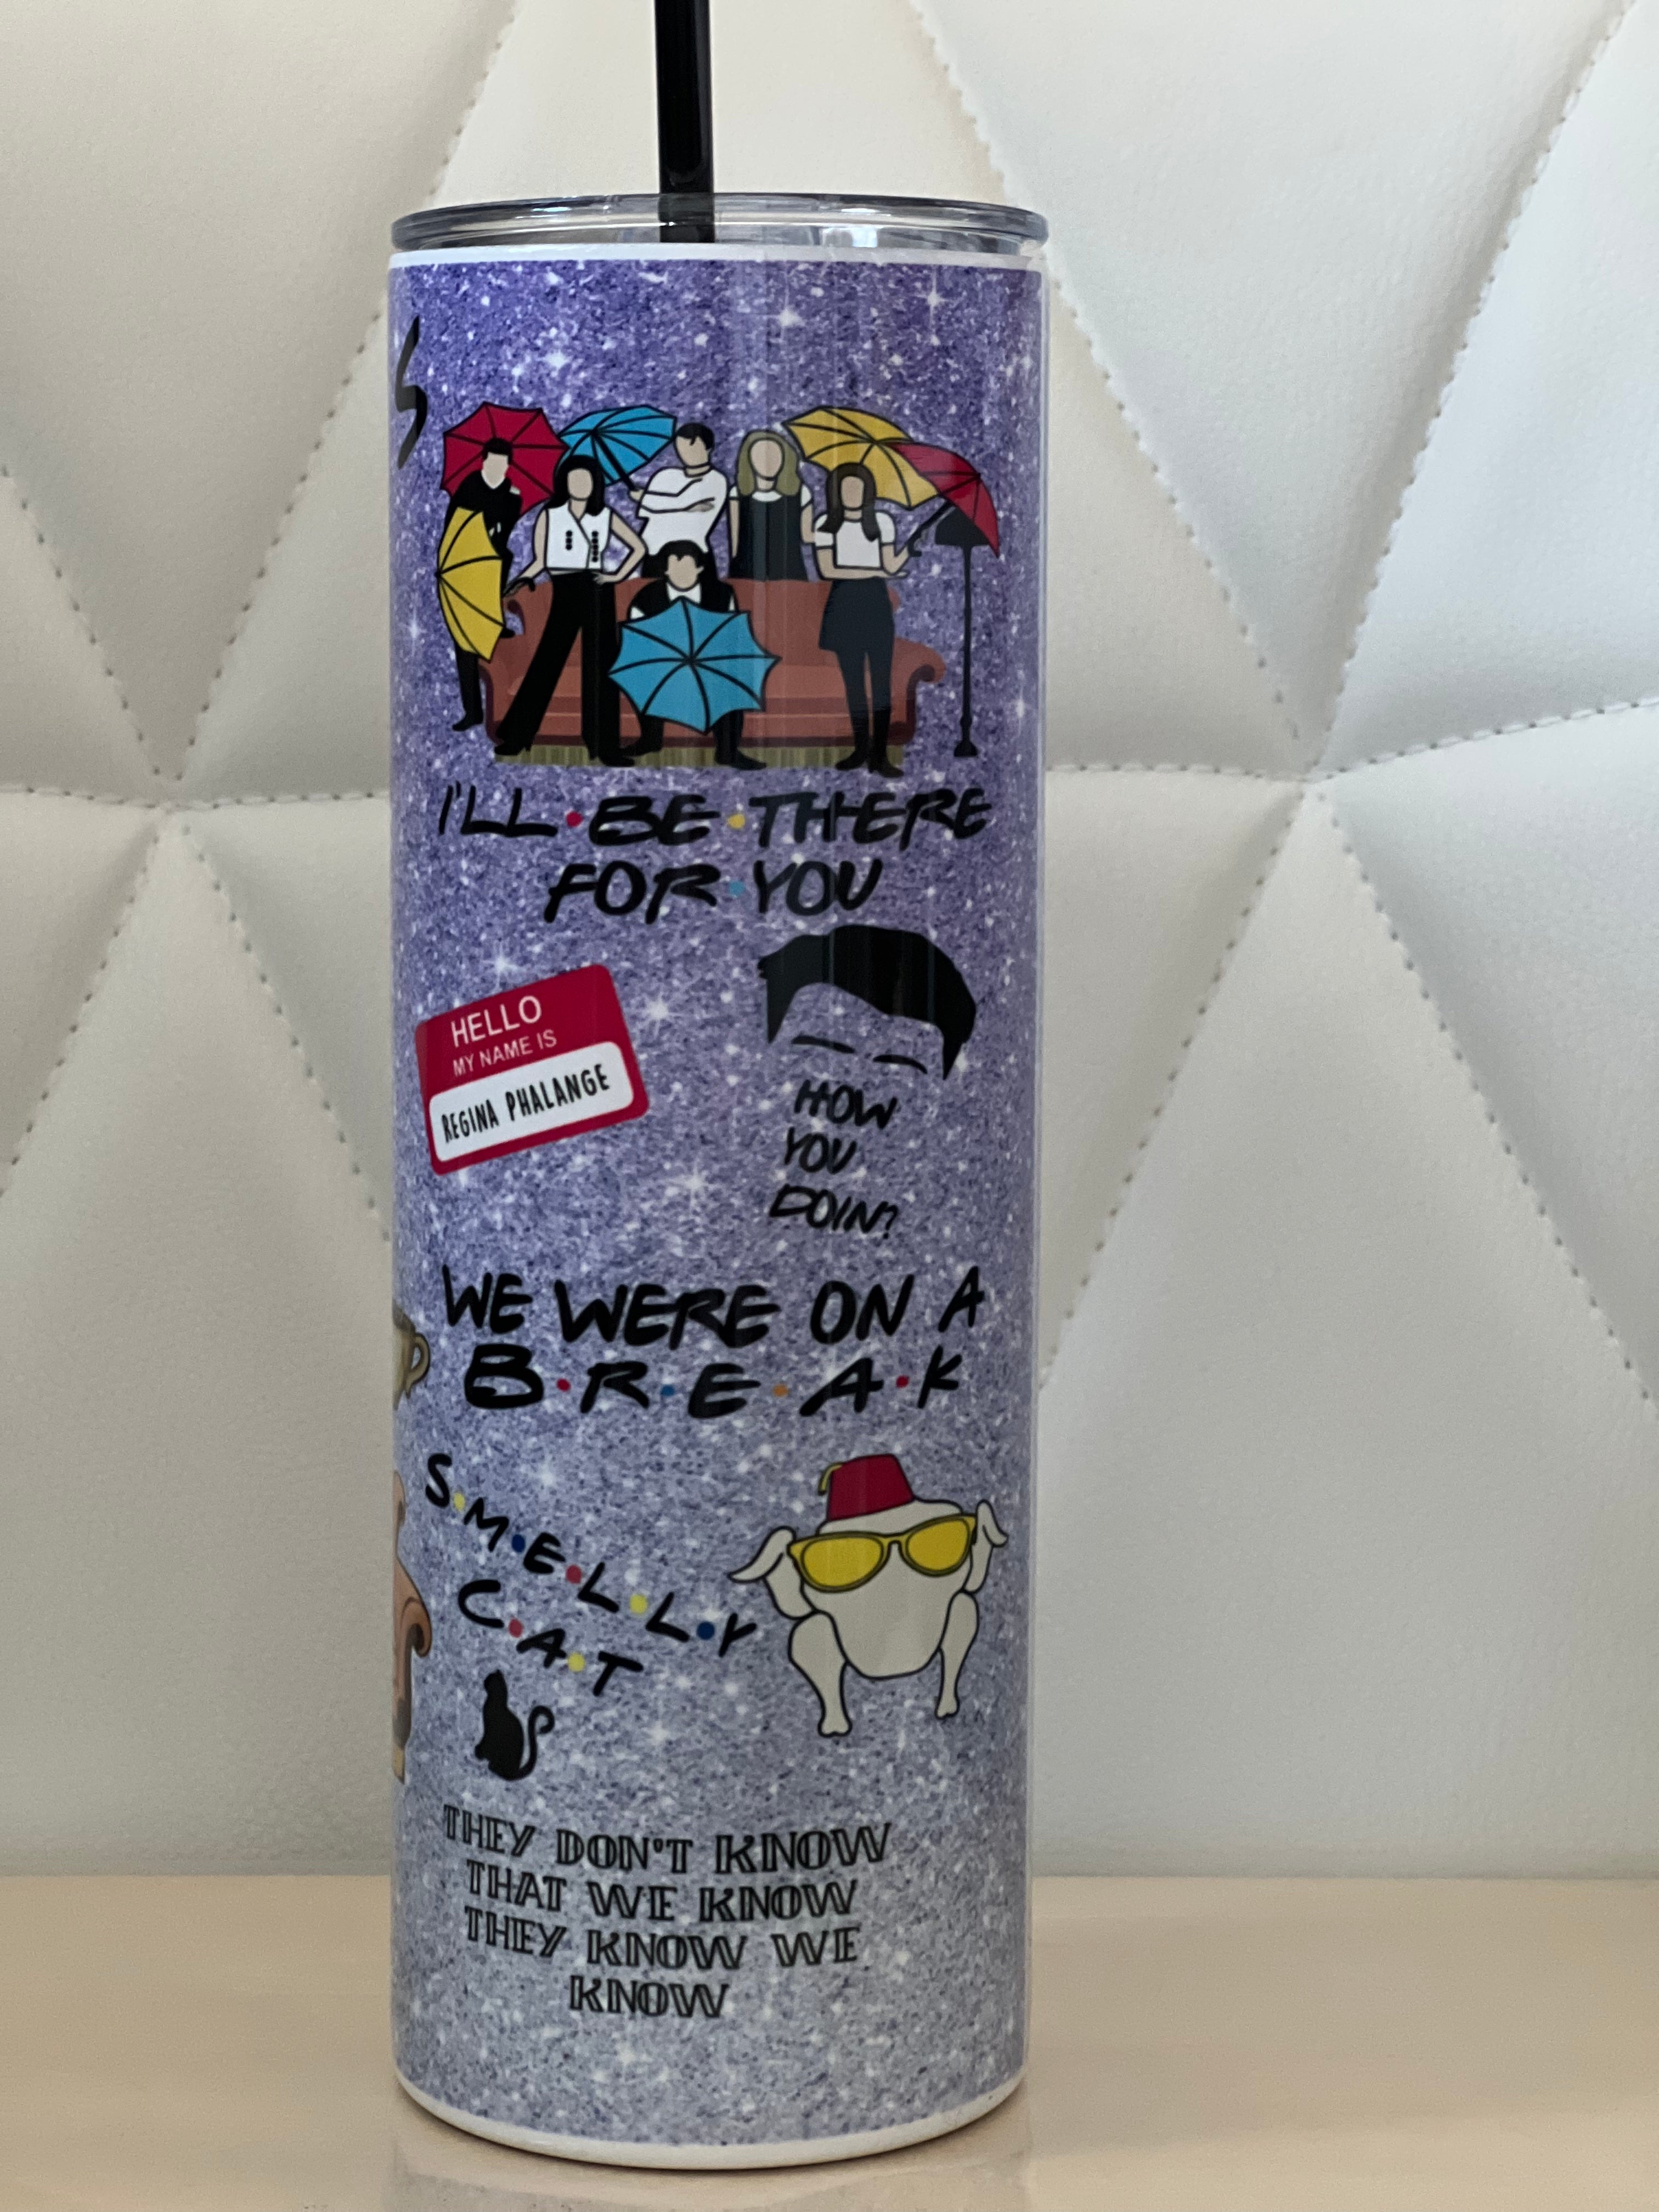 S
I'LL·BE·THERE
FOR·YOU
HELLO
MY NAME IS
REGINA PHALANGE
HOW
YOU
DOIN?
WE WERE ON A
B·R·E·A·K
S·M·E·L·L·Y
C·A·T
THEY DON'T KNOW
THAT WE KNOW
THEY KNOW WE
KNOW